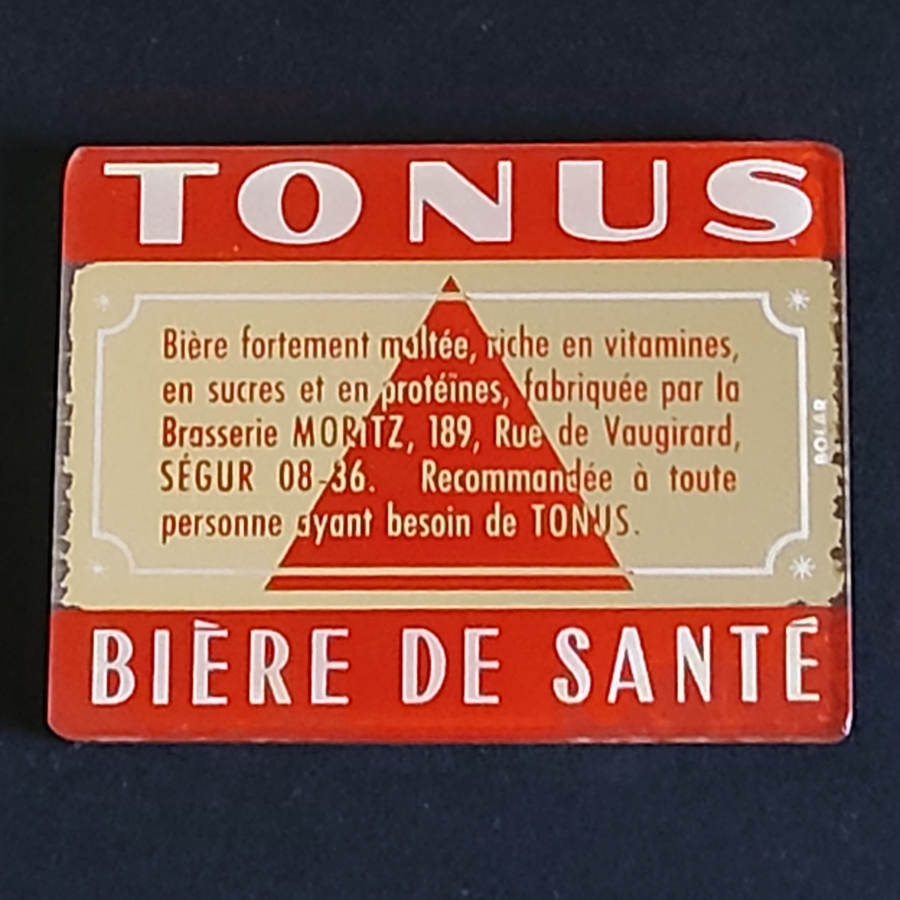 TONUS
Bière fortement maltée, riche en vitamines,
en sucres et en protéïnes, fabriquée par la
Brasserie MORITZ, 189, Rue de Vaugirard,
SÉGUR 08-36. Recommandée à toute
personne ayant besoin de TONUS.
BOLAR
BIÈRE DE SANTÉ